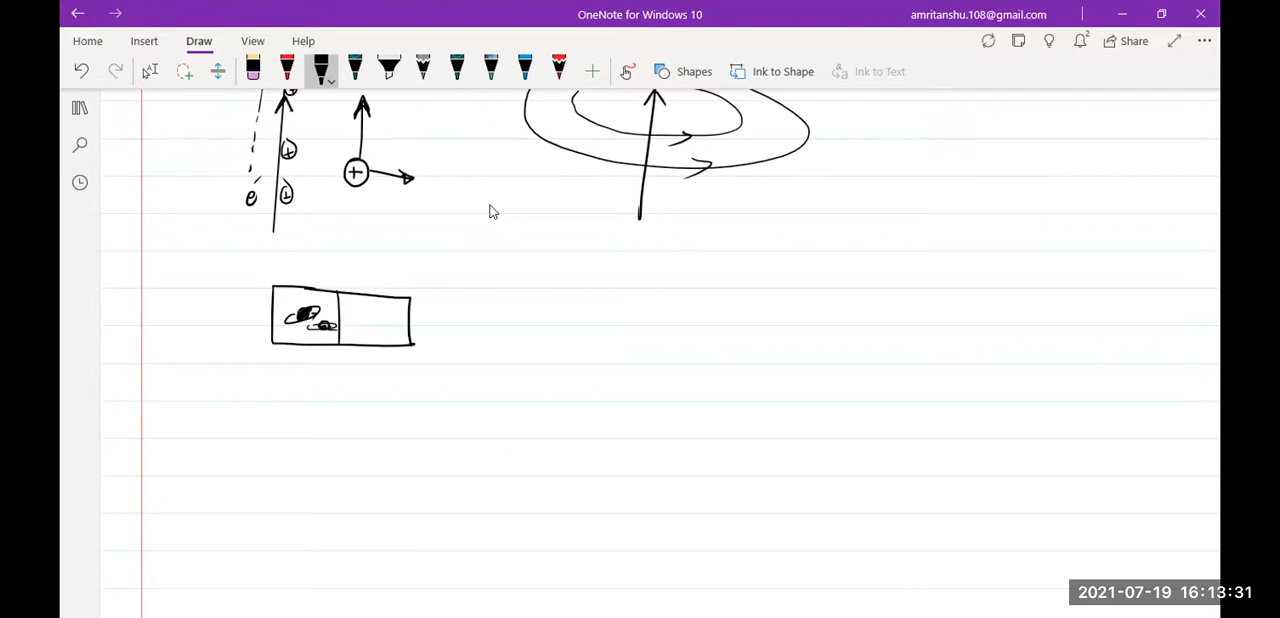 OneNote for Windows 10
amritanshu.108@gmail.com
Home Insert Draw View Help
2
Share
Shapes
Ink to Shape
Ink to Text
+
+
e
+
2021-07-19 16:13:31